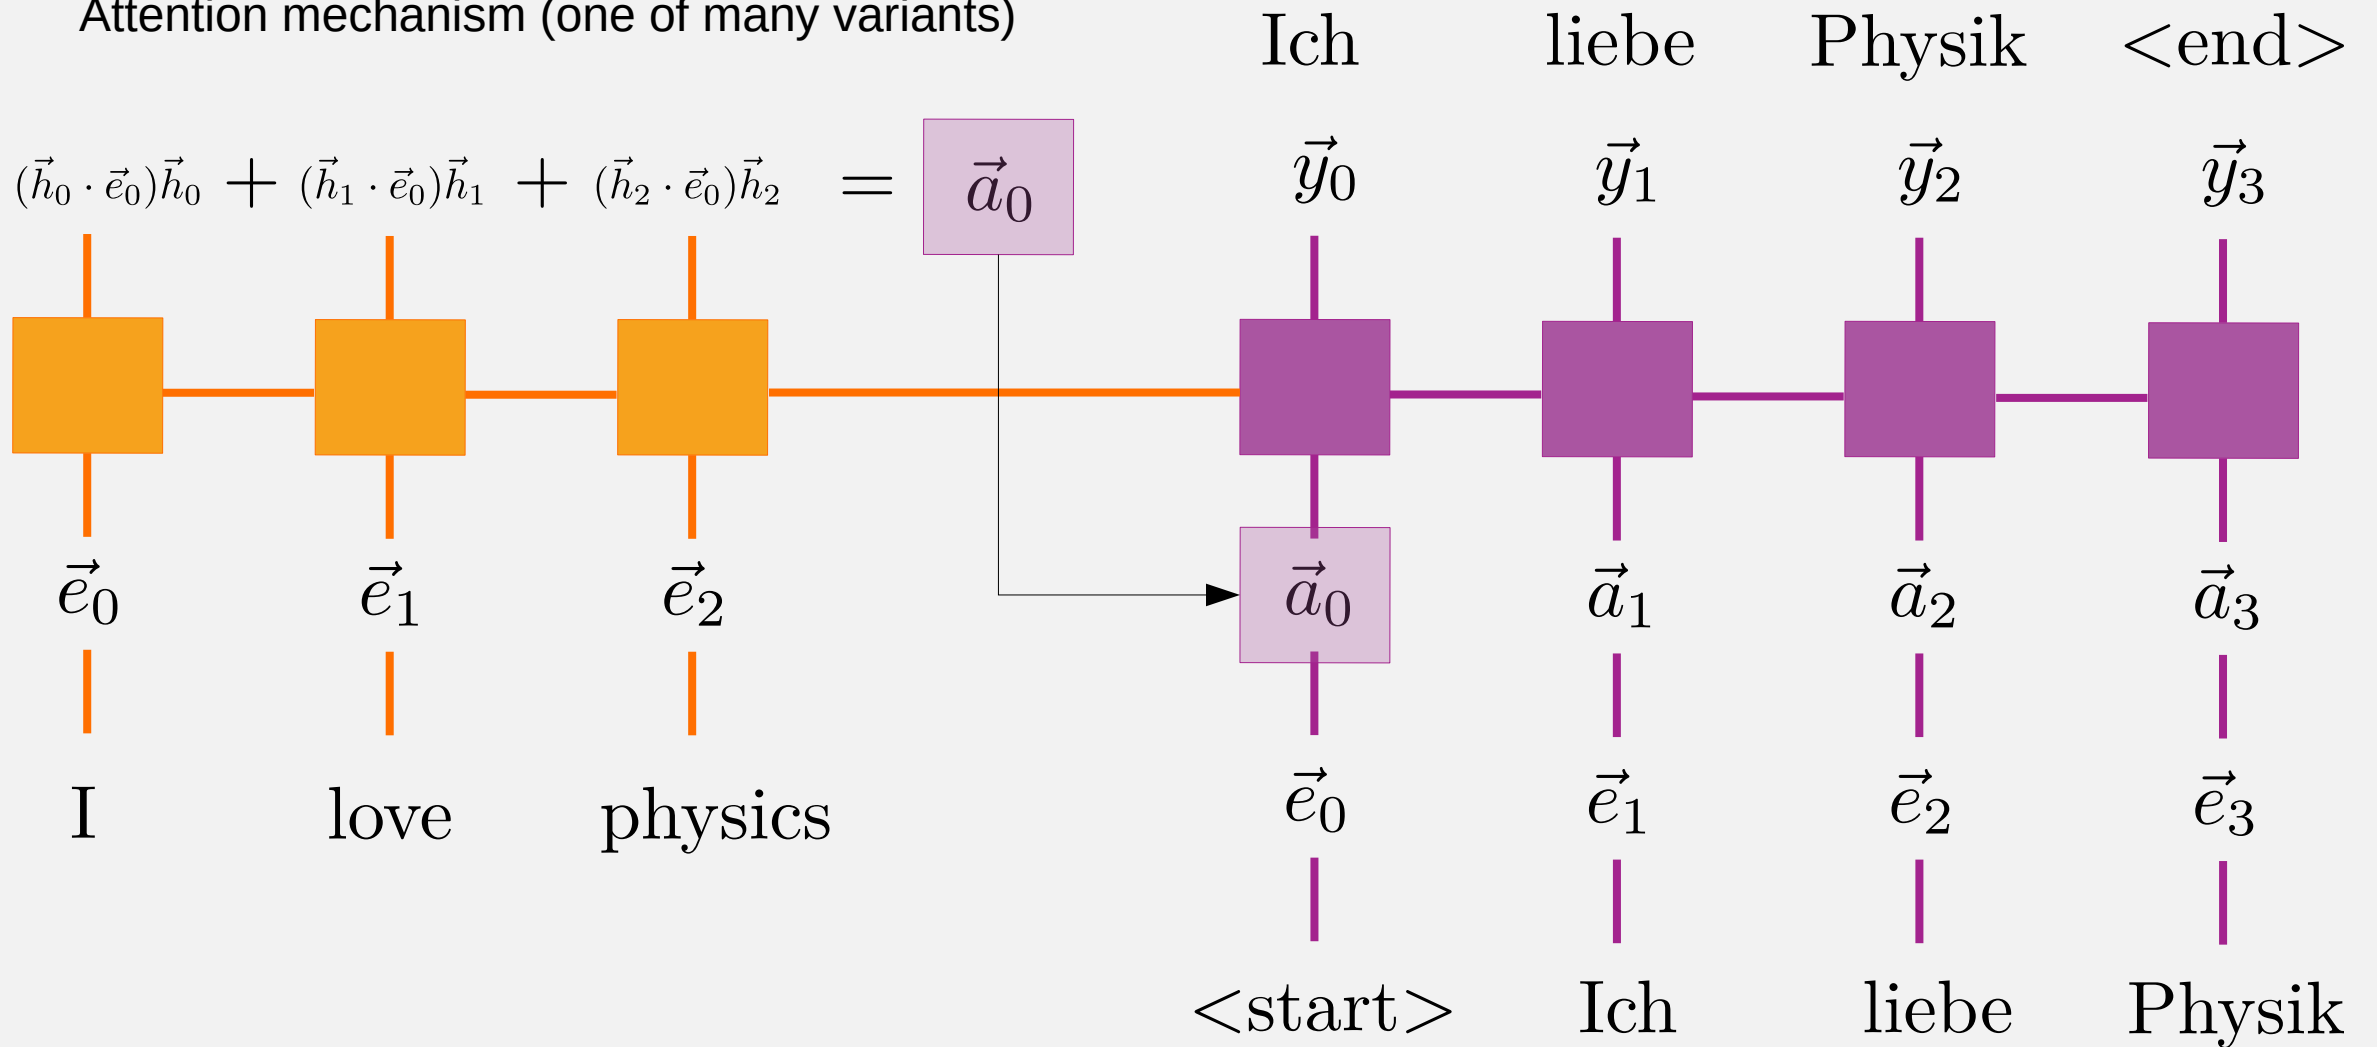 Attention mechanism (one of many variants)
Ich liebe Physik <end>
(h⃗₀ · e⃗₀)h⃗₀ + (h⃗₁ · e⃗₀)h⃗₁ + (h⃗₂ · e⃗₀)h⃗₂ = a⃗₀
y⃗₀ y⃗₁ y⃗₂ y⃗₃
e⃗₀ e⃗₁ e⃗₂ a⃗₀ a⃗₁ a⃗₂ a⃗₃
I love physics
e⃗₀ e⃗₁ e⃗₂ e⃗₃
<start> Ich liebe Physik